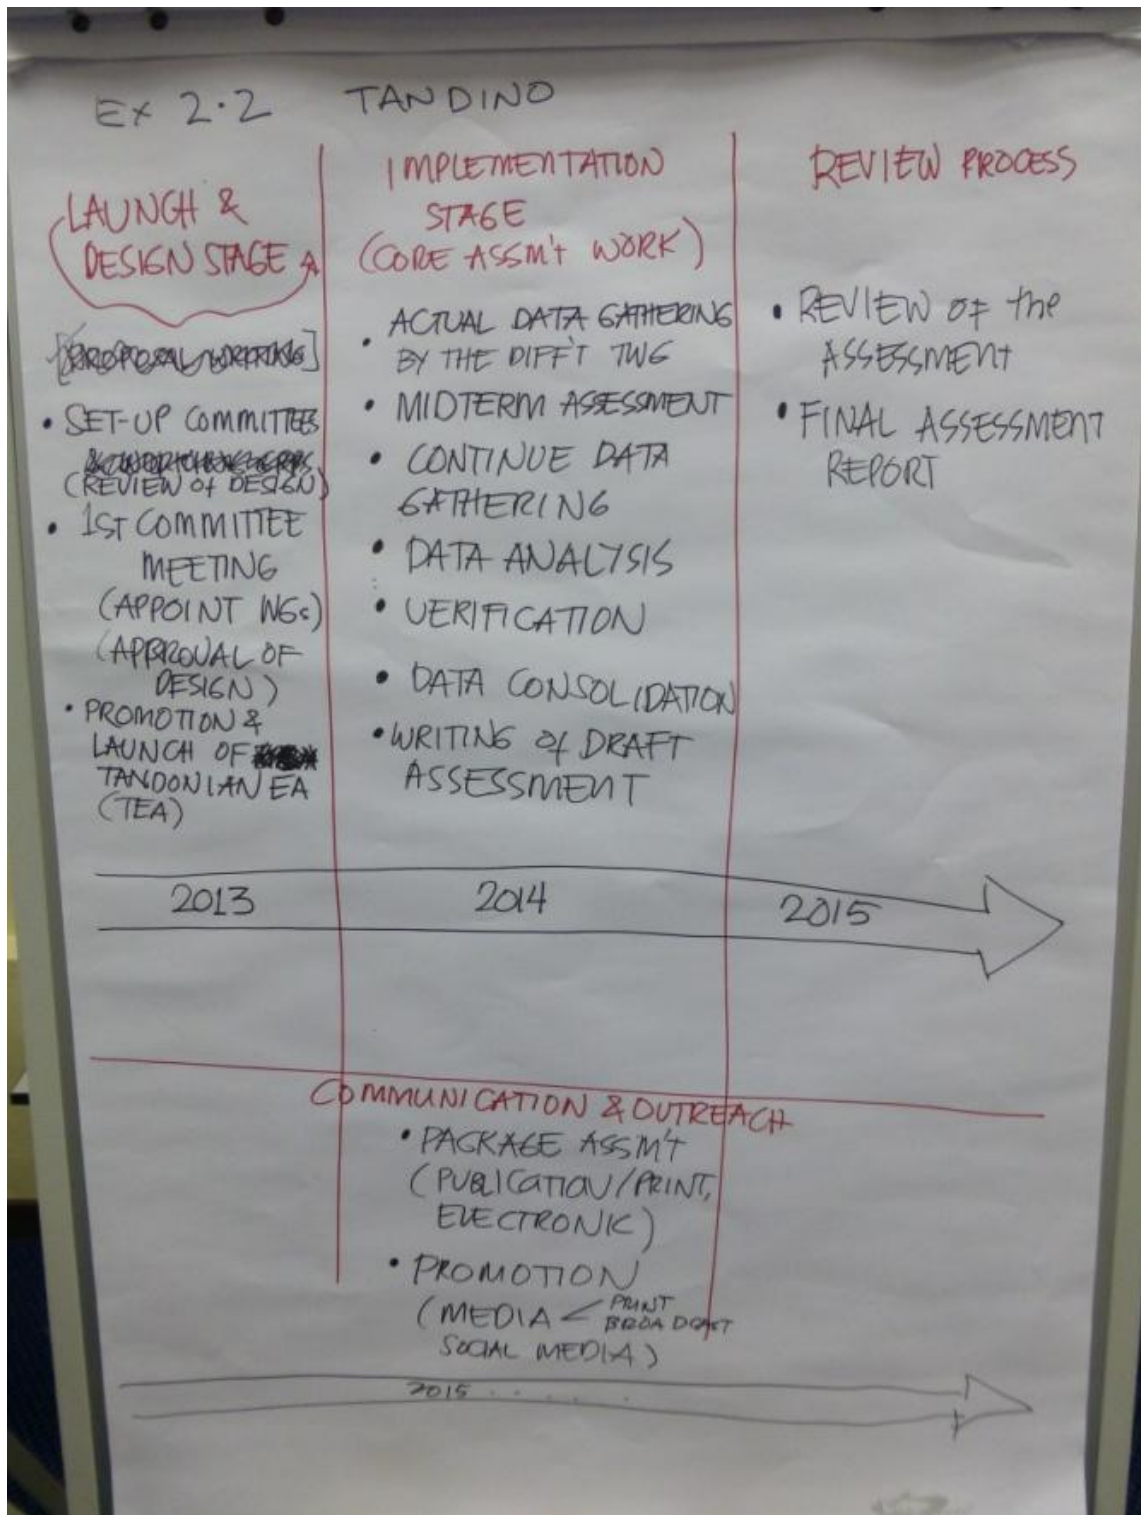 Ex 2.2 TANDINO
LAUNCH &
DESIGN STAGE
SET-UP COMMITTEES
(REVIEW of DESIGN)
• 1ST COMMITTEE
MEETING
(APPOINT WGs)
(APPROVAL OF
DESIGN)
• PROMOTION &
LAUNCH OF
TANDONIAN EA
(TEA)
IMPLEMENTATION
STAGE
(CORE ASSM't WORK)
• ACTUAL DATA GATHERING
BY THE DIFF'T TWG
• MIDTERM ASSESSMENT
• CONTINUE DATA
GATHERING
• DATA ANALYSIS
• VERIFICATION
• DATA CONSOLIDATION
• WRITING of DRAFT
ASSESSMENT
REVIEW PROCESS
• REVIEW OF the
ASSESSMENT
• FINAL ASSESSMENT
REPORT
2013 2014 2015
COMMUNICATION & OUTREACH
• PACKAGE ASSM't
(PUBLICATION/PRINT,
ELECTRONIC)
• PROMOTION
(MEDIA < PRINT
BROADCAST
SOCIAL MEDIA)
2015 . . . . .